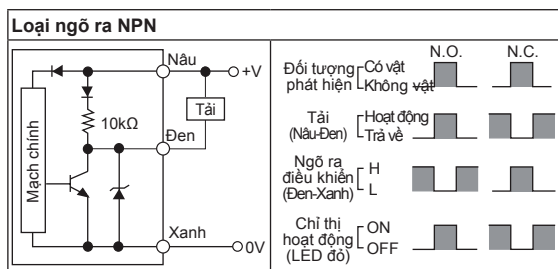 Loại ngõ ra NPN
Nâu
+V
Tải
10kΩ
Đen
Mạch chính
Xanh
0V
N.O.
N.C.
Đối tượng phát hiện
Có vật
Không vật
Tải
(Nâu-Đen)
Hoạt động
Trả về
Ngõ ra điều khiển
(Đen-Xanh)
H
L
Chỉ thị hoạt động
(LED đỏ)
ON
OFF